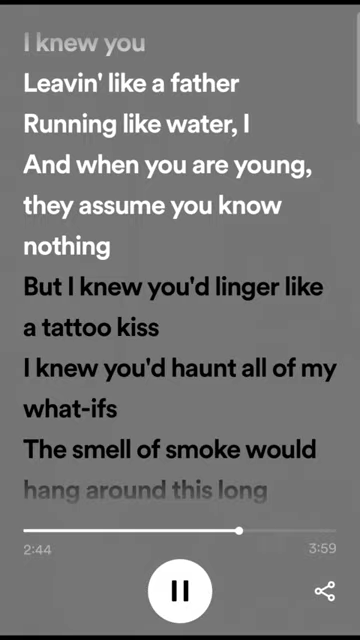 I knew you
Leavin' like a father
Running like water, I
And when you are young,
they assume you know
nothing
But I knew you'd linger like
a tattoo kiss
I knew you'd haunt all of my
what-ifs
The smell of smoke would
hang around this long
2:44
3:59